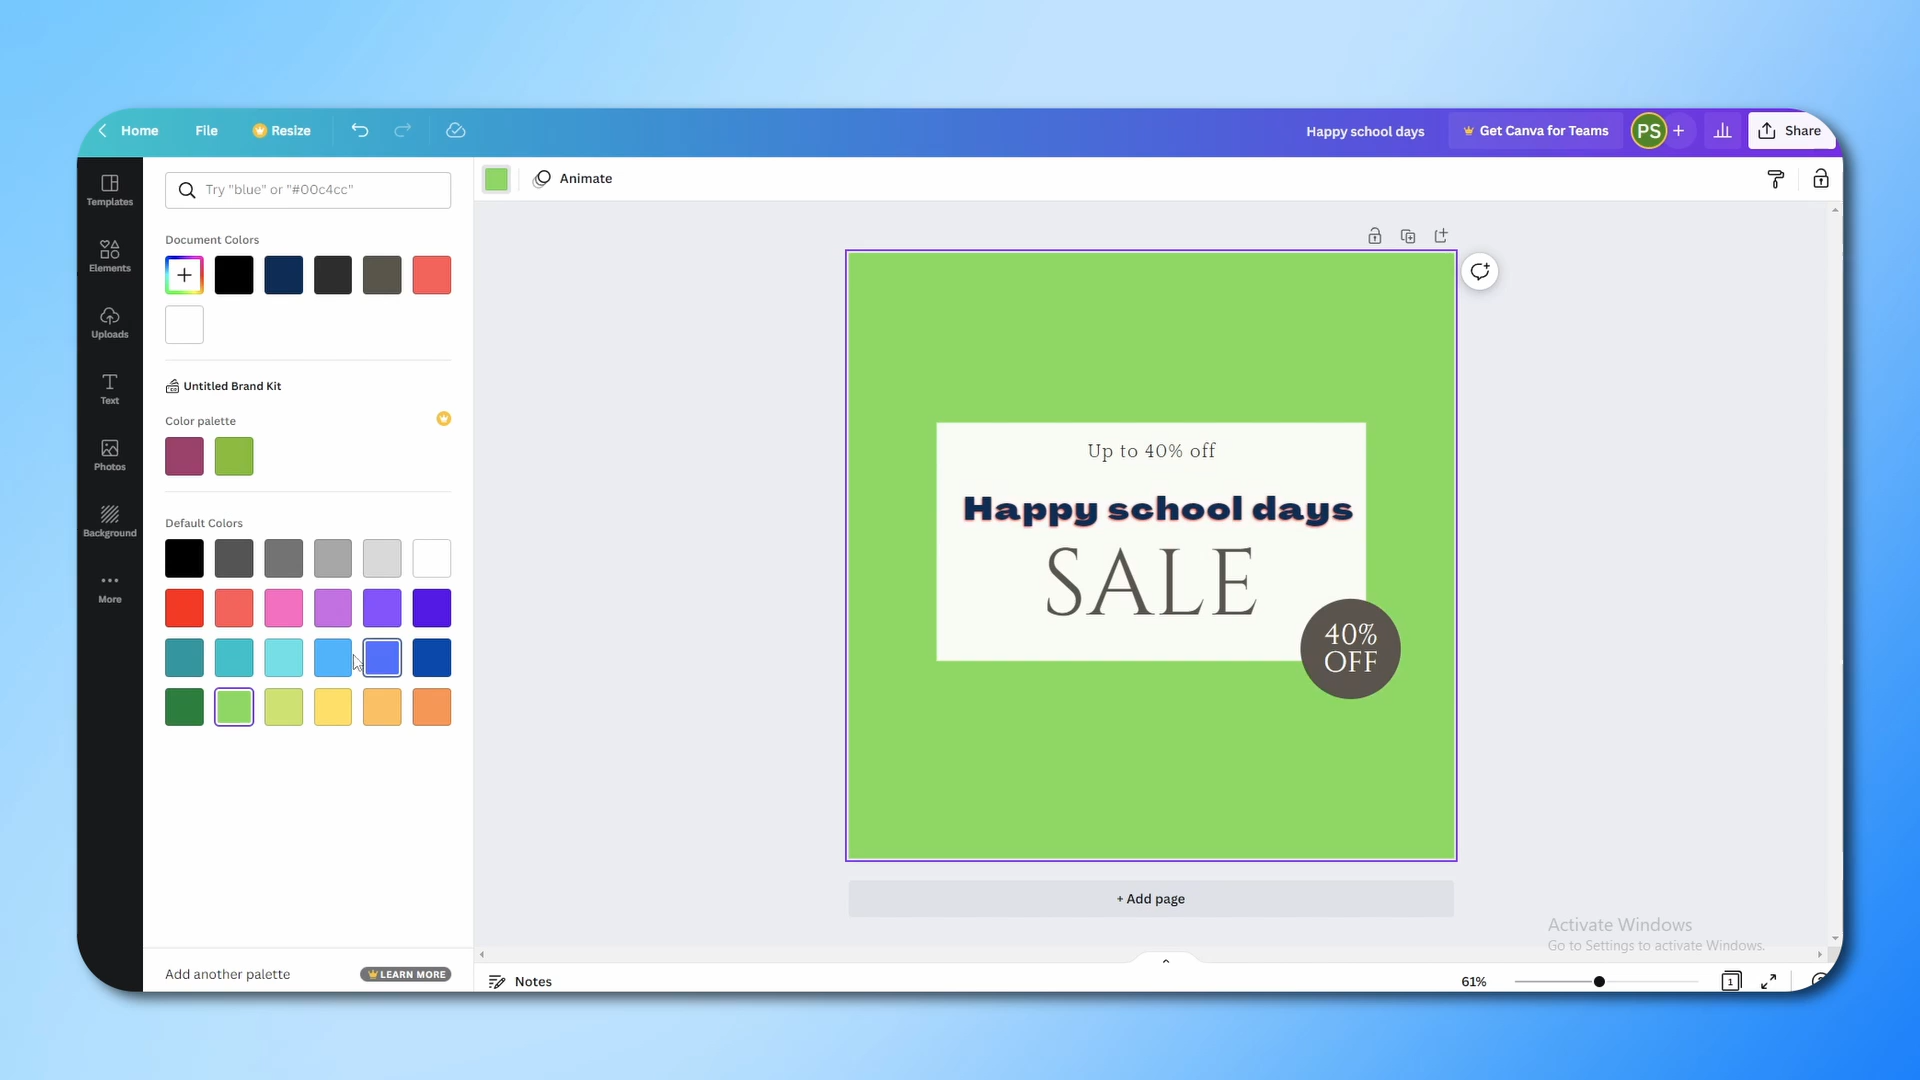 Home
File
Resize
Happy school days
Get Canva for Teams
PS
Share
Templates
Elements
Uploads
Text
Photos
Background
More
Try "blue" or "#00c4cc"
Document Colors
Untitled Brand Kit
Color palette
Default Colors
Add another palette
LEARN MORE
Animate
Up to 40% off
Happy school days
SALE
40%
OFF
+ Add page
Activate Windows
Go to Settings to activate Windows.
Notes
61%
1